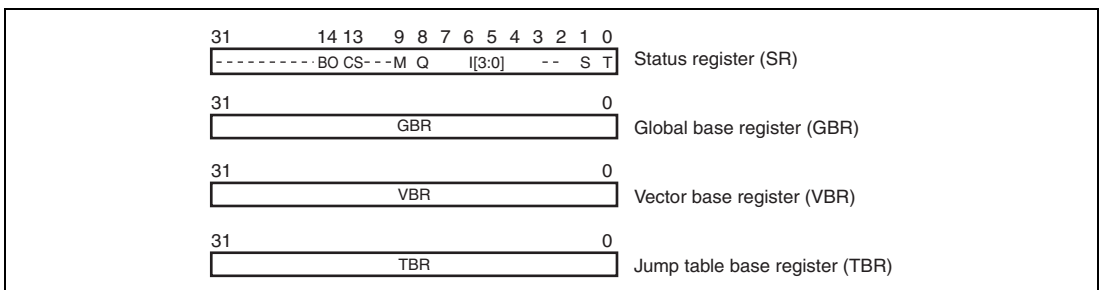 31 14 13 9 8 7 6 5 4 3 2 1 0
---------- BO CS---M Q I[3:0] -- S T Status register (SR)
31 0
GBR Global base register (GBR)
31 0
VBR Vector base register (VBR)
31 0
TBR Jump table base register (TBR)